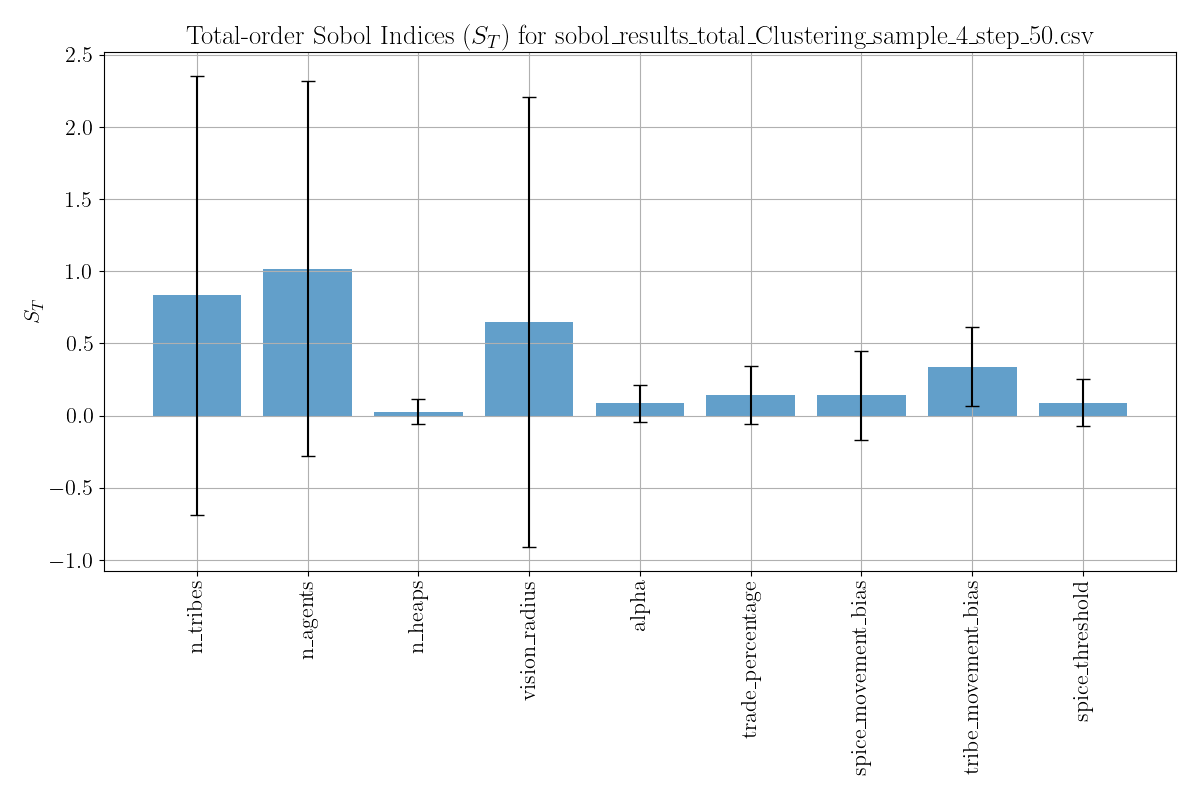 Total-order Sobol Indices (S_T) for sobol_results_total_Clustering_sample_4_step_50.csv
2.5
2.0
1.5
1.0
0.5
0.0
−0.5
−1.0
S_T
n_tribes
n_agents
n_heaps
vision_radius
alpha
trade_percentage
spice_movement_bias
tribe_movement_bias
spice_threshold